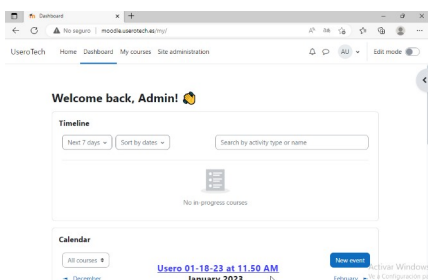 Dashboard
No seguro | moodle.userotech.es/my/
UseroTech Home Dashboard My courses Site administration AU Edit mode
Welcome back, Admin!
Timeline
Next 7 days Sort by dates Search by activity type or name
No in-progress courses
Calendar
All courses New event
Usero 01-18-23 at 11.50 AM
Activar Windows
December January 2023 February